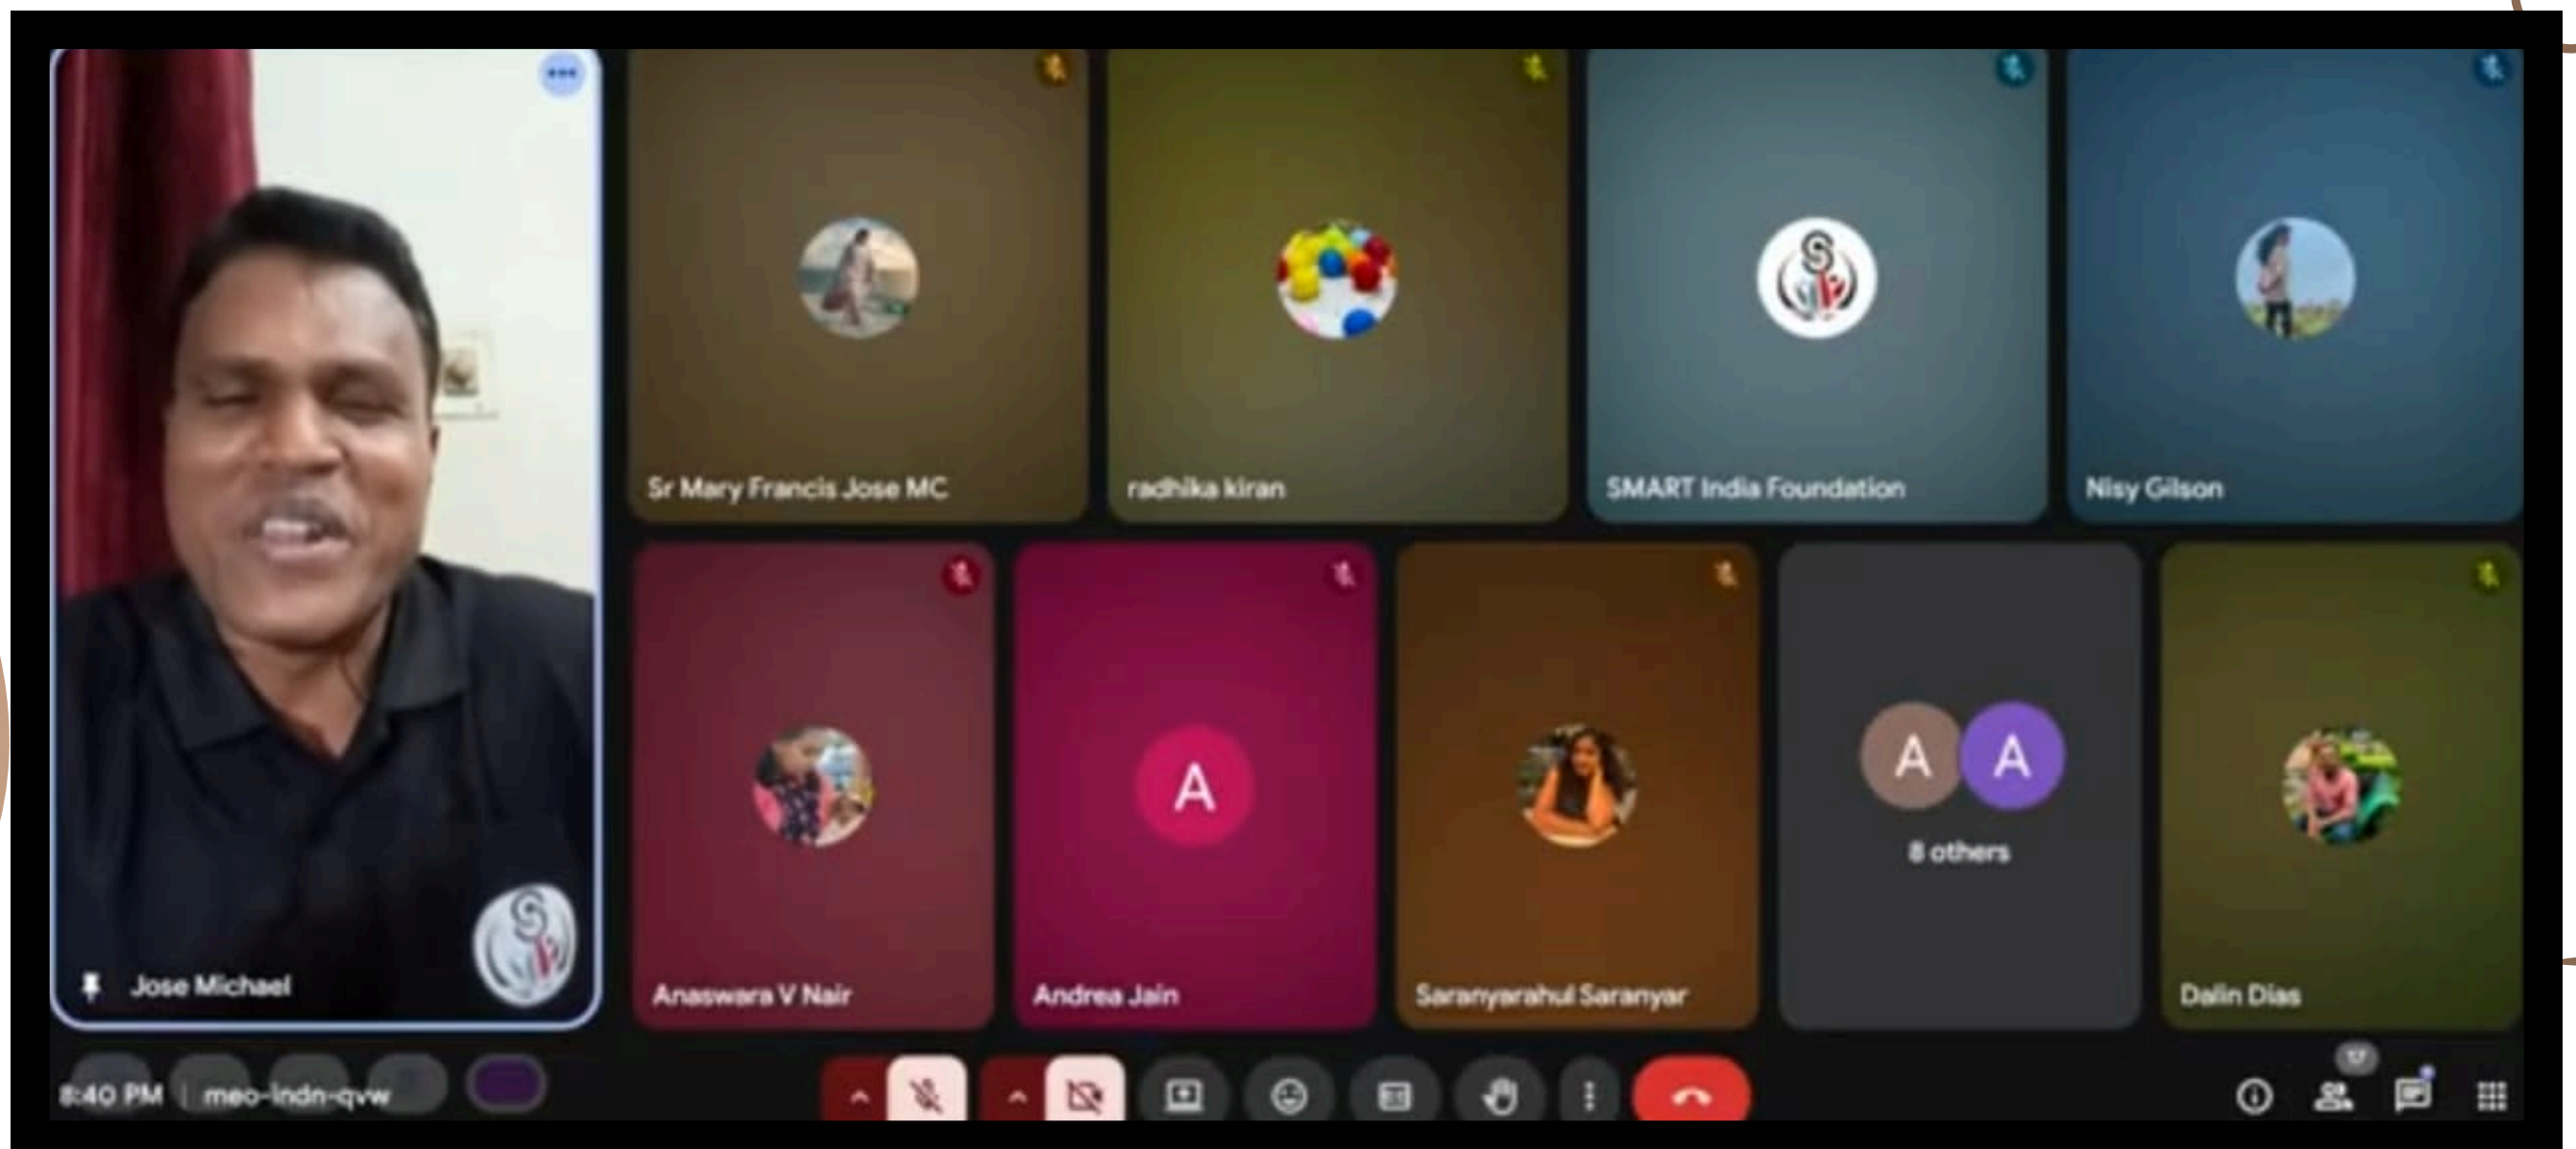 Sr Mary Francis Jose MC
radhika kiran
SMART India Foundation
Nisy Gilson
Jose Michael
Anaswara V Nair
Andrea Jain
A
Saranyarahul Saranyar
A A
8 others
Dalin Dias
8:40 PM | meo-indn-qvw